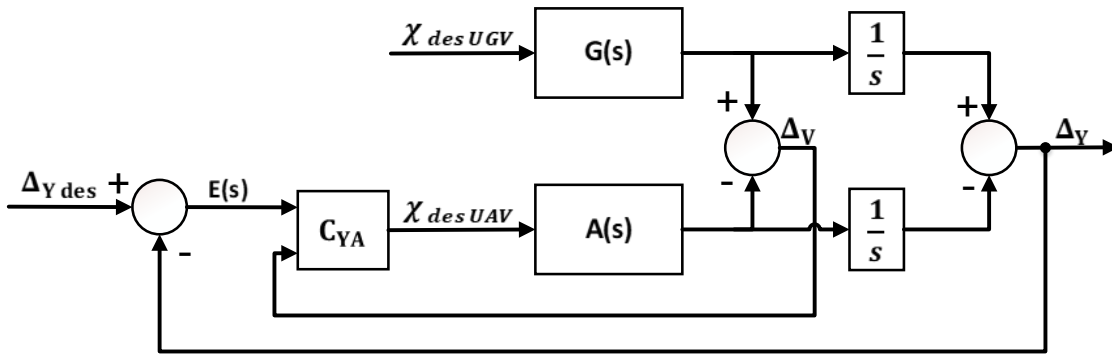 χ des UGV
G(s)
1
s
+
-
Δ_V
+
-
Δ_Y
Δ_Y des
+
-
E(s)
C_YA
χ des UAV
A(s)
1
s